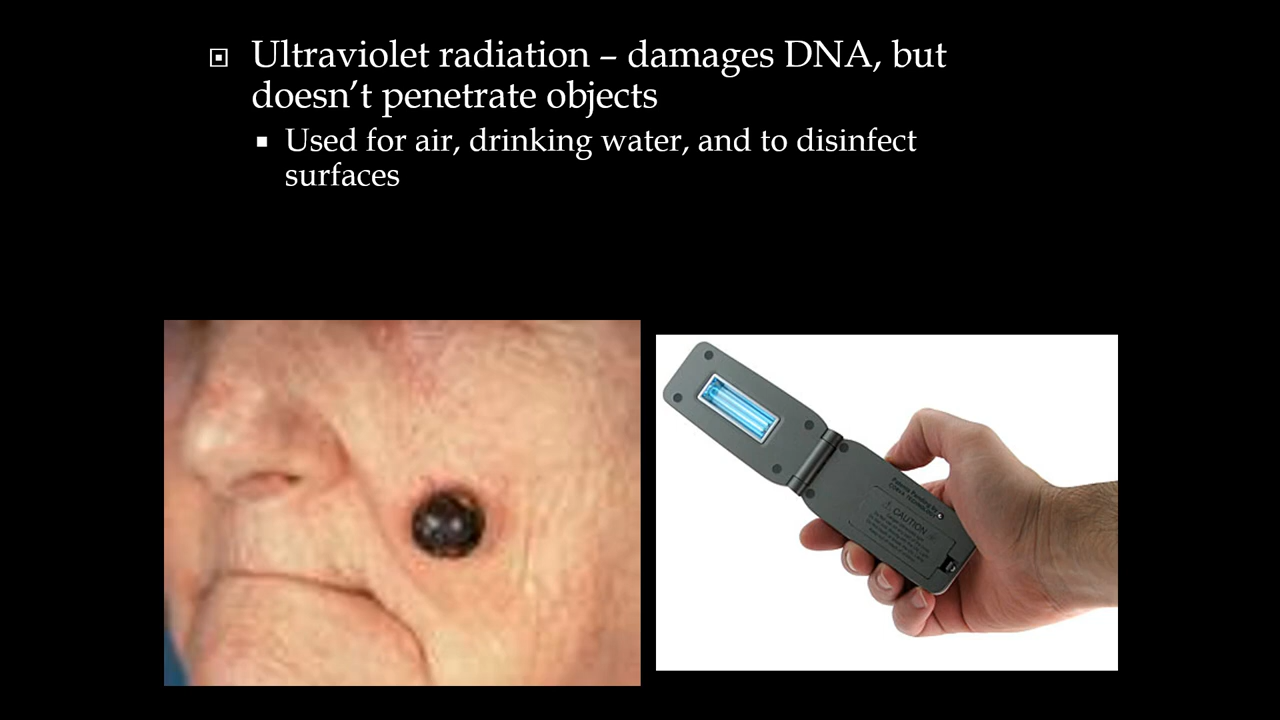 Ultraviolet radiation – damages DNA, but
doesn’t penetrate objects
Used for air, drinking water, and to disinfect
surfaces
CAUTION